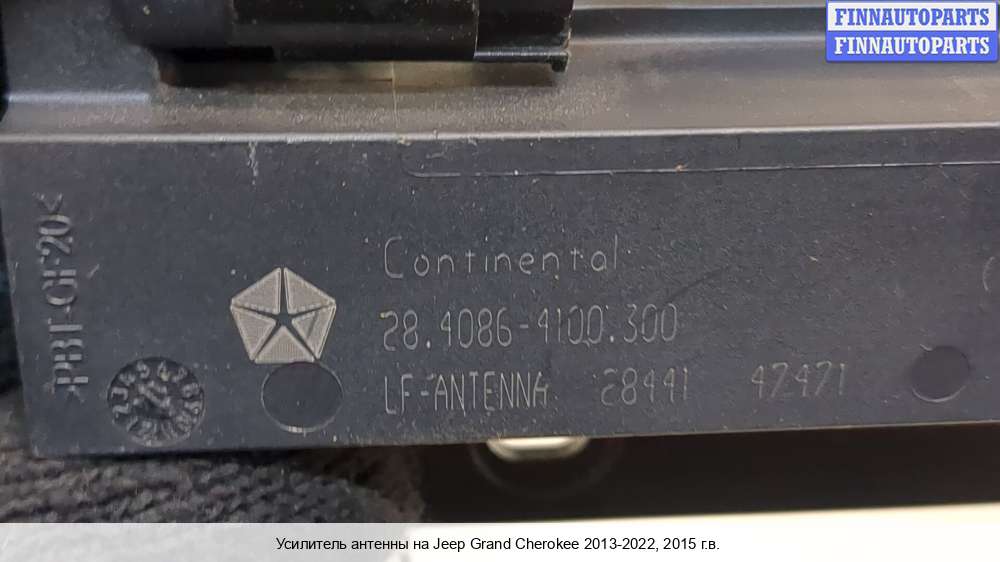 FINNAUTOPARTS
FINNAUTOPARTS
>PBT-GF20<
Continental
28.4086-4100.300
LF-ANTENNA 28441 47471
Усилитель антенны на Jeep Grand Cherokee 2013-2022, 2015 г.в.